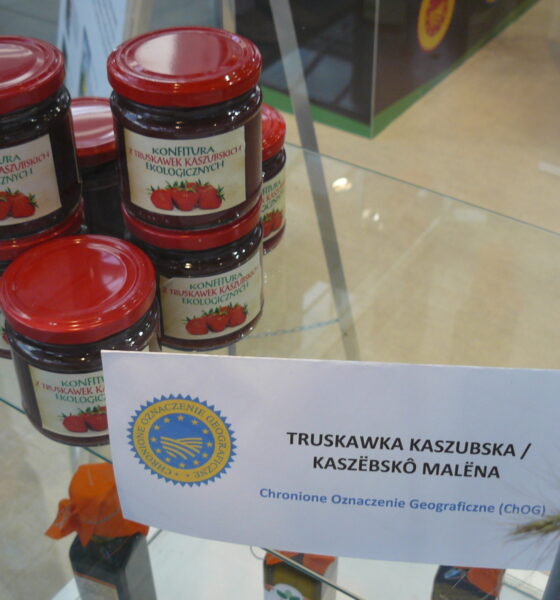 KONFITURA
Z TRUSKAWEK KASZUBSKICH
EKOLOGICZNYCH
KONFITURA
Z TRUSKAWEK KASZUBSKICH
EKOLOGICZNYCH
CHRONIONE OZNACZENIE GEOGRAFICZNE
TRUSKAWKA KASZUBSKA /
KASZËBSKÔ MALËNA
Chronione Oznaczenie Geograficzne (ChOG)